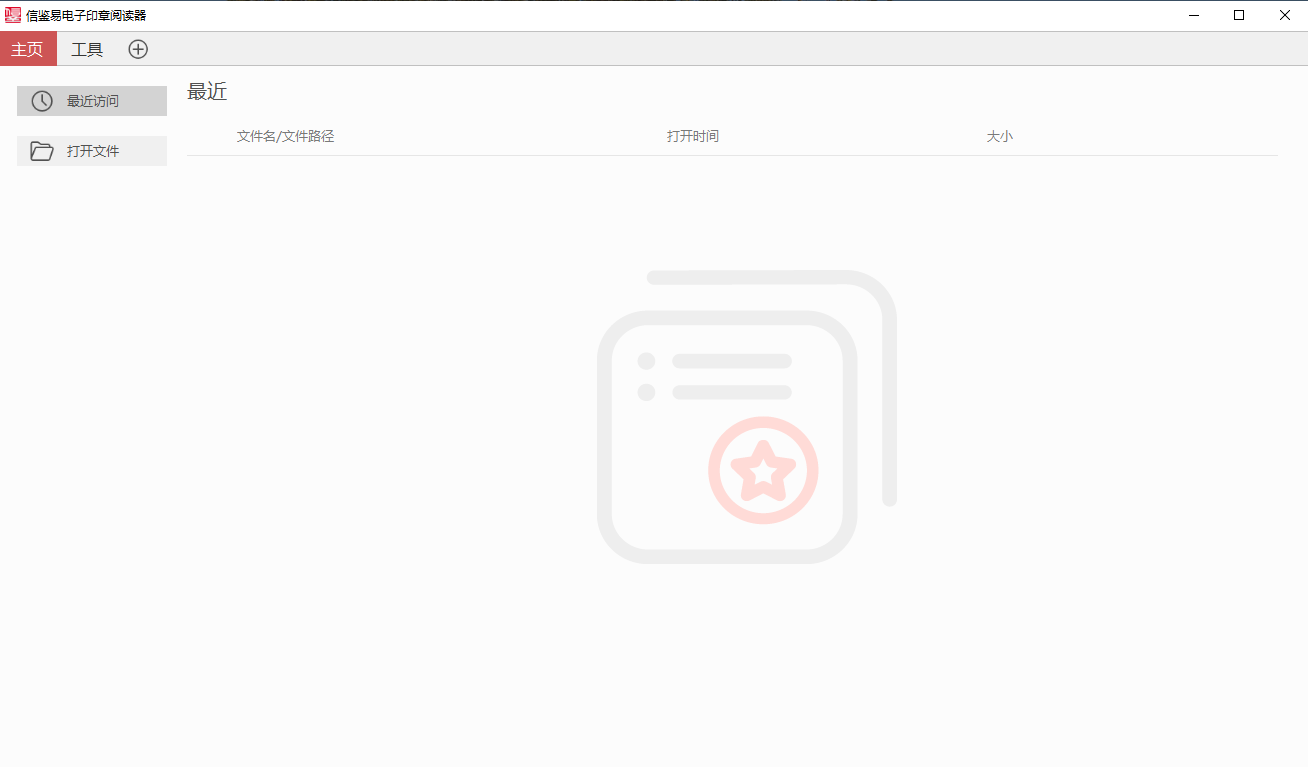 信鉴易电子印章阅读器
主页 工具
最近访问
打开文件
最近
文件名/文件路径 打开时间 大小